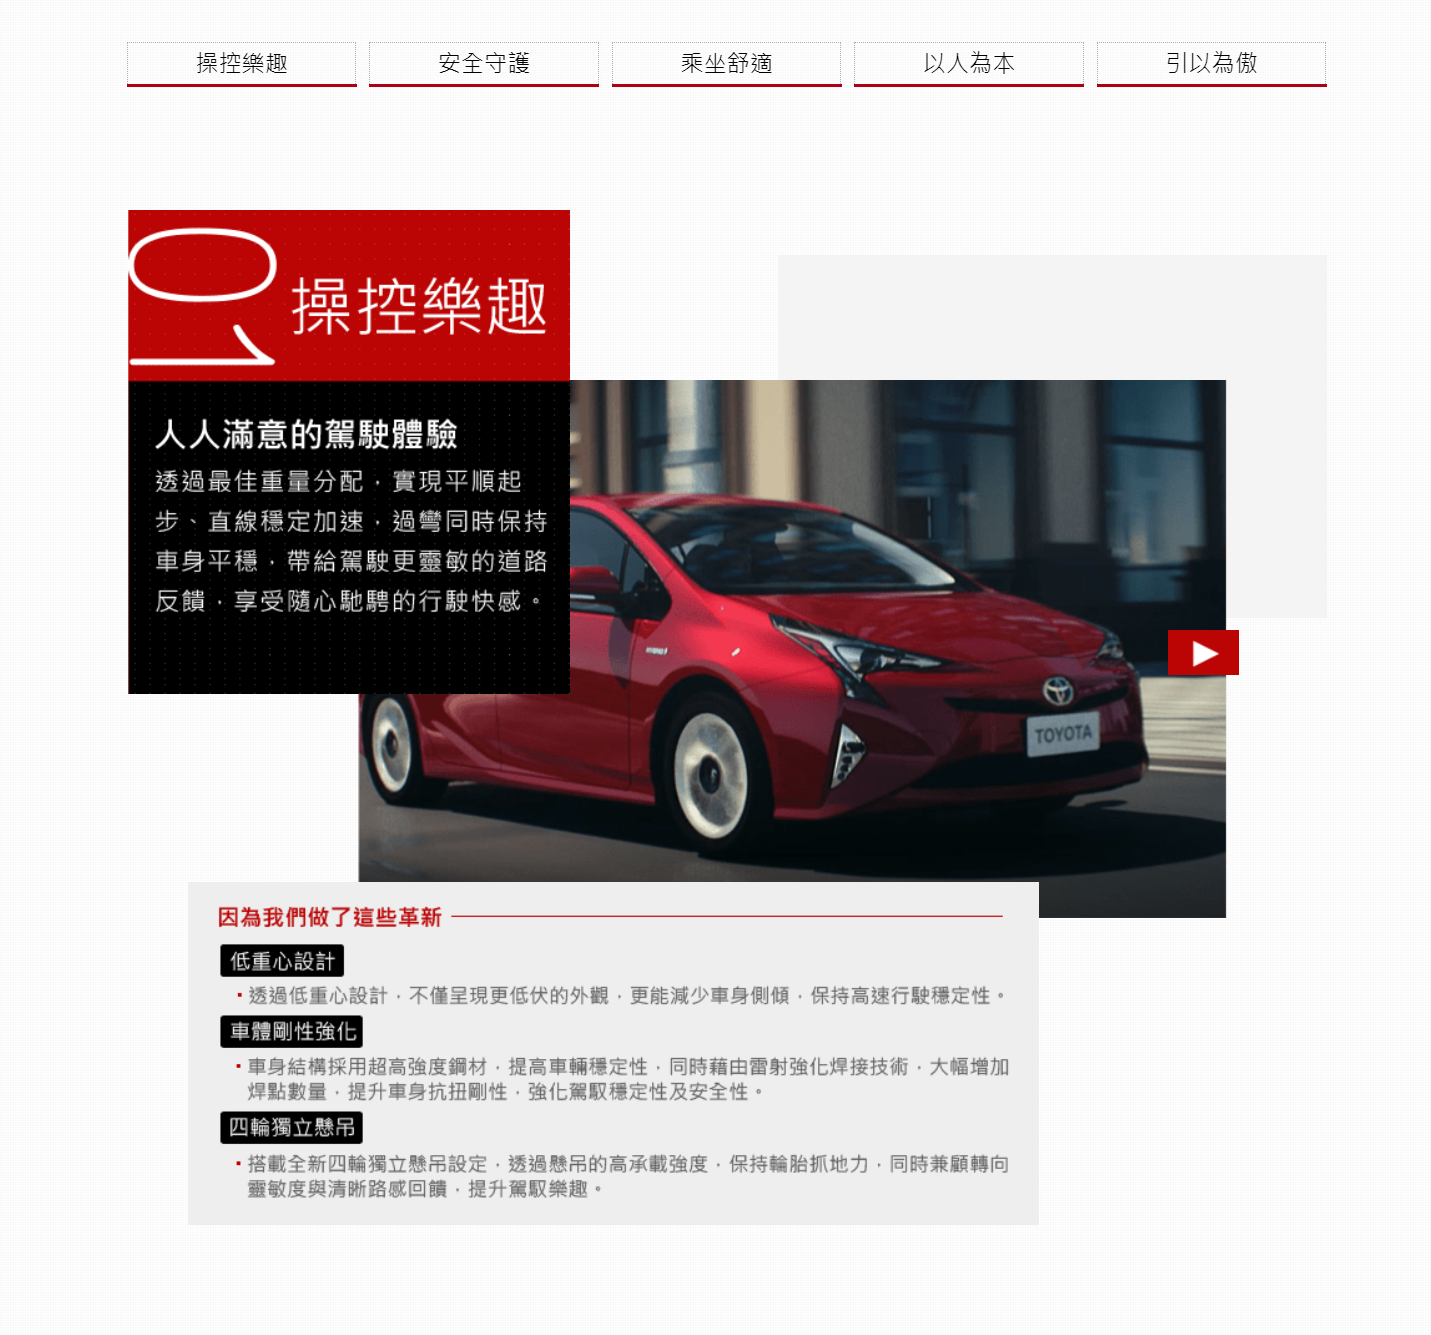 操控樂趣
安全守護
乘坐舒適
以人為本
引以為傲
01
操控樂趣
人人滿意的駕駛體驗
透過最佳重量分配，實現平順起
步、直線穩定加速，過彎同時保持
車身平穩，帶給駕駛更靈敏的道路
反饋，享受隨心馳騁的行駛快感。
HYBRID
TOYOTA
因為我們做了這些革新
低重心設計
透過低重心設計，不僅呈現更低伏的外觀，更能減少車身側傾，保持高速行駛穩定性。
車體剛性強化
車身結構採用超高強度鋼材，提高車輛穩定性，同時藉由雷射強化焊接技術，大幅增加
焊點數量，提升車身抗扭剛性，強化駕馭穩定性及安全性。
四輪獨立懸吊
搭載全新四輪獨立懸吊設定，透過懸吊的高承載強度，保持輪胎抓地力，同時兼顧轉向
靈敏度與清晰路感回饋，提升駕馭樂趣。